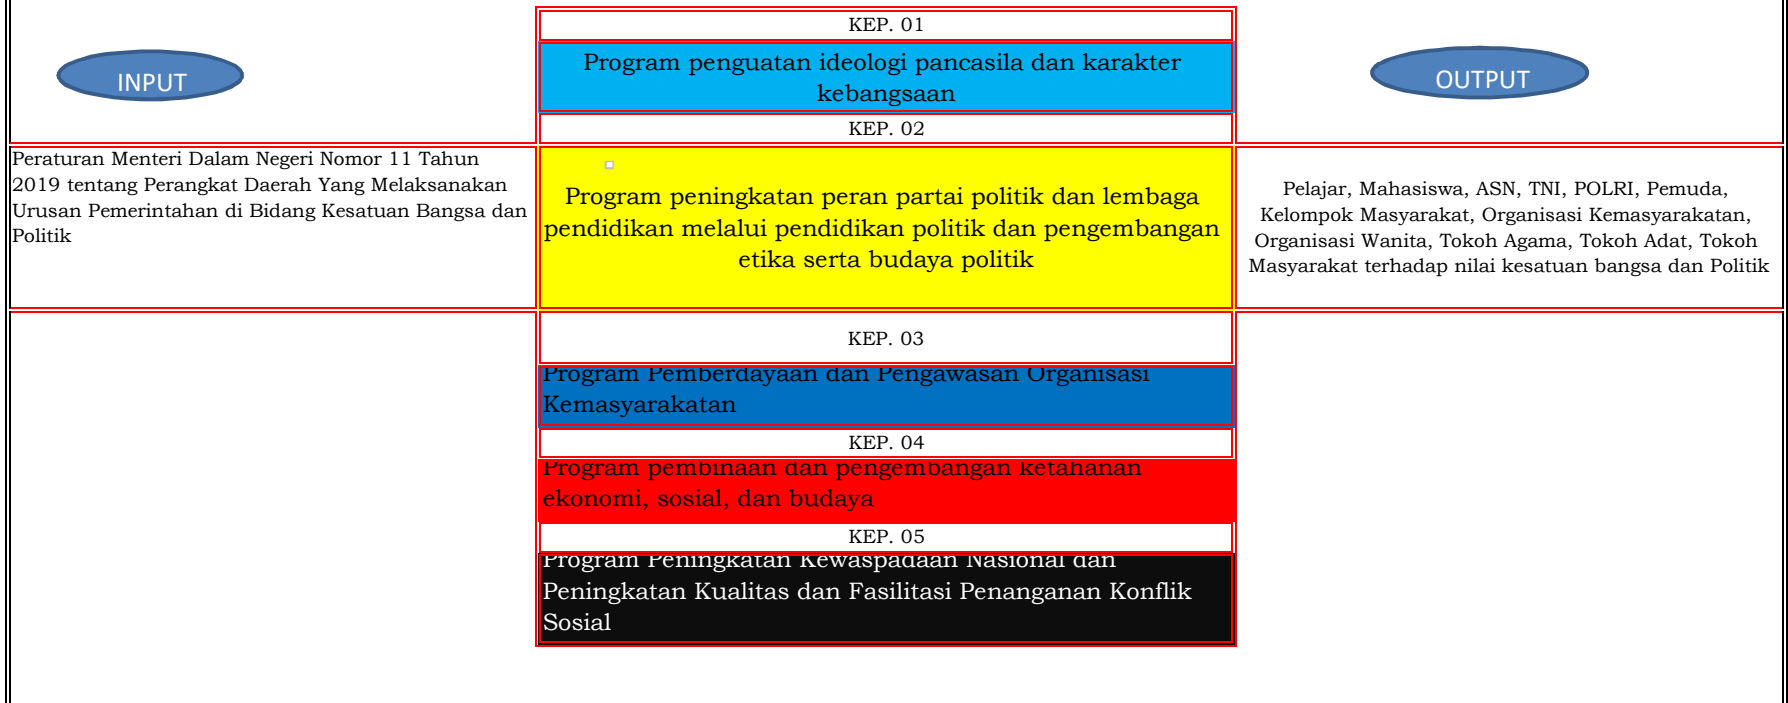 KEP. 01
Program penguatan ideologi pancasila dan karakter
kebangsaan
INPUT
OUTPUT
KEP. 02
Peraturan Menteri Dalam Negeri Nomor 11 Tahun
2019 tentang Perangkat Daerah Yang Melaksanakan
Urusan Pemerintahan di Bidang Kesatuan Bangsa dan
Politik
Program peningkatan peran partai politik dan lembaga
pendidikan melalui pendidikan politik dan pengembangan
etika serta budaya politik
Pelajar, Mahasiswa, ASN, TNI, POLRI, Pemuda,
Kelompok Masyarakat, Organisasi Kemasyarakatan,
Organisasi Wanita, Tokoh Agama, Tokoh Adat, Tokoh
Masyarakat terhadap nilai kesatuan bangsa dan Politik
KEP. 03
Program Pemberdayaan dan Pengawasan Organisasi
Kemasyarakatan
KEP. 04
Program pembinaan dan pengembangan ketahanan
ekonomi, sosial, dan budaya
KEP. 05
Program Peningkatan Kewaspadaan Nasional dan
Peningkatan Kualitas dan Fasilitasi Penanganan Konflik
Sosial